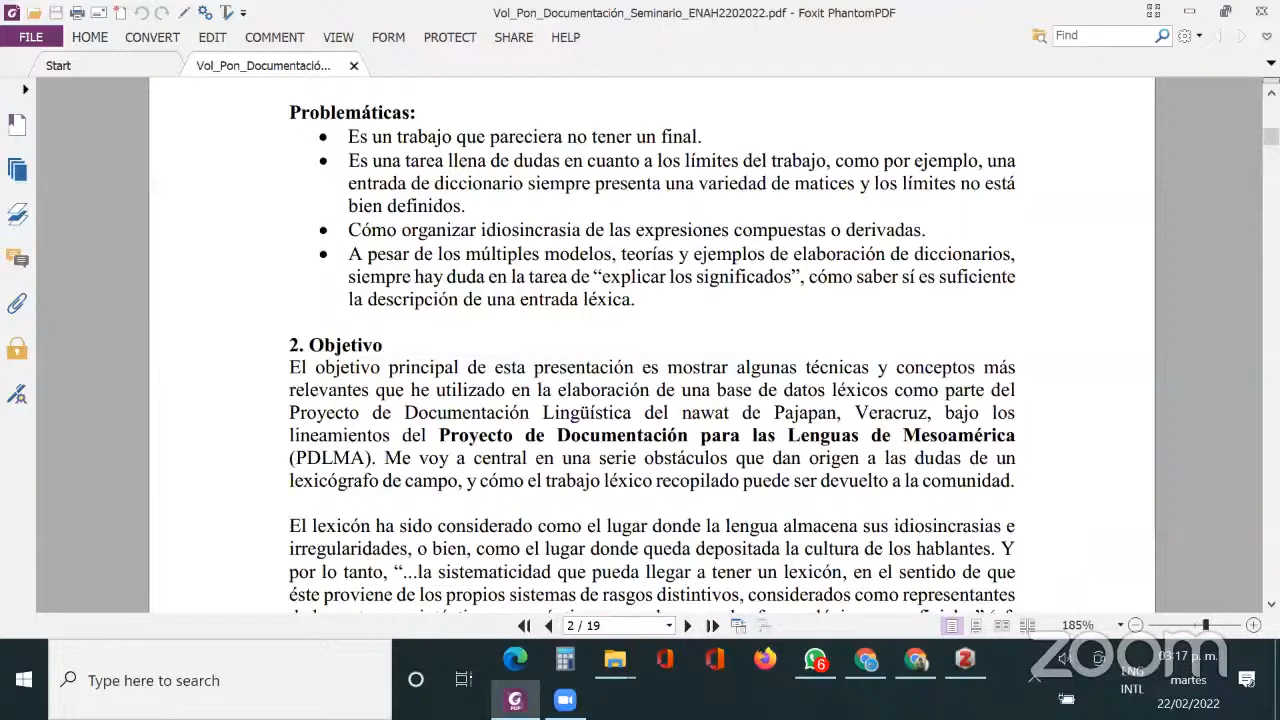 Vol_Pon_Documentación_Seminario_ENAH2202022.pdf - Foxit PhantomPDF
FILE HOME CONVERT EDIT COMMENT VIEW FORM PROTECT SHARE HELP Find
Start Vol_Pon_Documentació...
Problemáticas:
• Es un trabajo que pareciera no tener un final.
• Es una tarea llena de dudas en cuanto a los límites del trabajo, como por ejemplo, una
entrada de diccionario siempre presenta una variedad de matices y los límites no está
bien definidos.
• Cómo organizar idiosincrasia de las expresiones compuestas o derivadas.
• A pesar de los múltiples modelos, teorías y ejemplos de elaboración de diccionarios,
siempre hay duda en la tarea de “explicar los significados”, cómo saber sí es suficiente
la descripción de una entrada léxica.
2. Objetivo
El objetivo principal de esta presentación es mostrar algunas técnicas y conceptos más
relevantes que he utilizado en la elaboración de una base de datos léxicos como parte del
Proyecto de Documentación Lingüística del nawat de Pajapan, Veracruz, bajo los
lineamientos del Proyecto de Documentación para las Lenguas de Mesoamérica
(PDLMA). Me voy a central en una serie obstáculos que dan origen a las dudas de un
lexicógrafo de campo, y cómo el trabajo léxico recopilado puede ser devuelto a la comunidad.
El lexicón ha sido considerado como el lugar donde la lengua almacena sus idiosincrasias e
irregularidades, o bien, como el lugar donde queda depositada la cultura de los hablantes. Y
por lo tanto, “...la sistematicidad que pueda llegar a tener un lexicón, en el sentido de que
éste proviene de los propios sistemas de rasgos distintivos, considerados como representantes
2 / 19 185%
zoom
Type here to search
6
ENG
INTL
03:17 p. m.
martes
22/02/2022